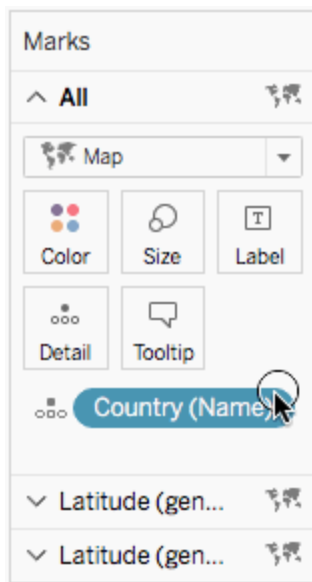 Marks
All
Map
Color Size Label
Detail Tooltip
Country (Name)
Latitude (gen...
Latitude (gen...